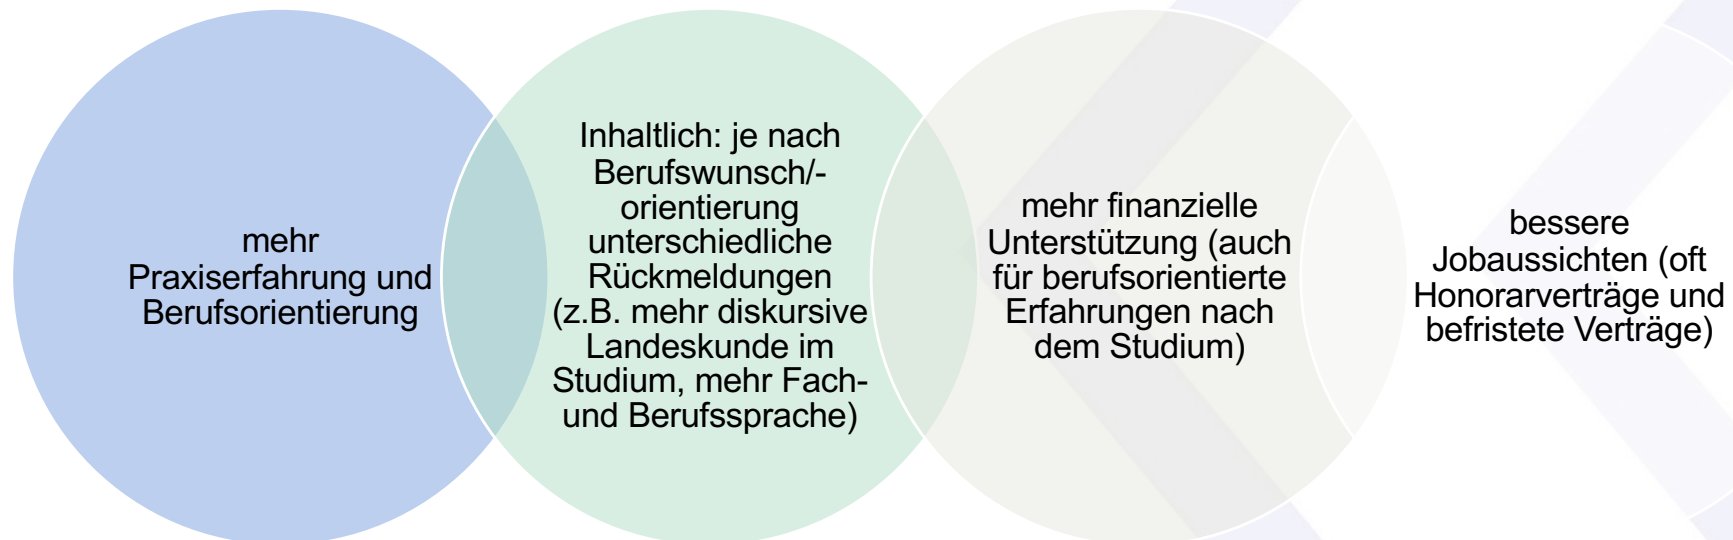 mehr
Praxiserfahrung und
Berufsorientierung
Inhaltlich: je nach
Berufswunsch/-
orientierung
unterschiedliche
Rückmeldungen
(z.B. mehr diskursive
Landeskunde im
Studium, mehr Fach-
und Berufssprache)
mehr finanzielle
Unterstützung (auch
für berufsorientierte
Erfahrungen nach
dem Studium)
bessere
Jobaussichten (oft
Honorarverträge und
befristete Verträge)